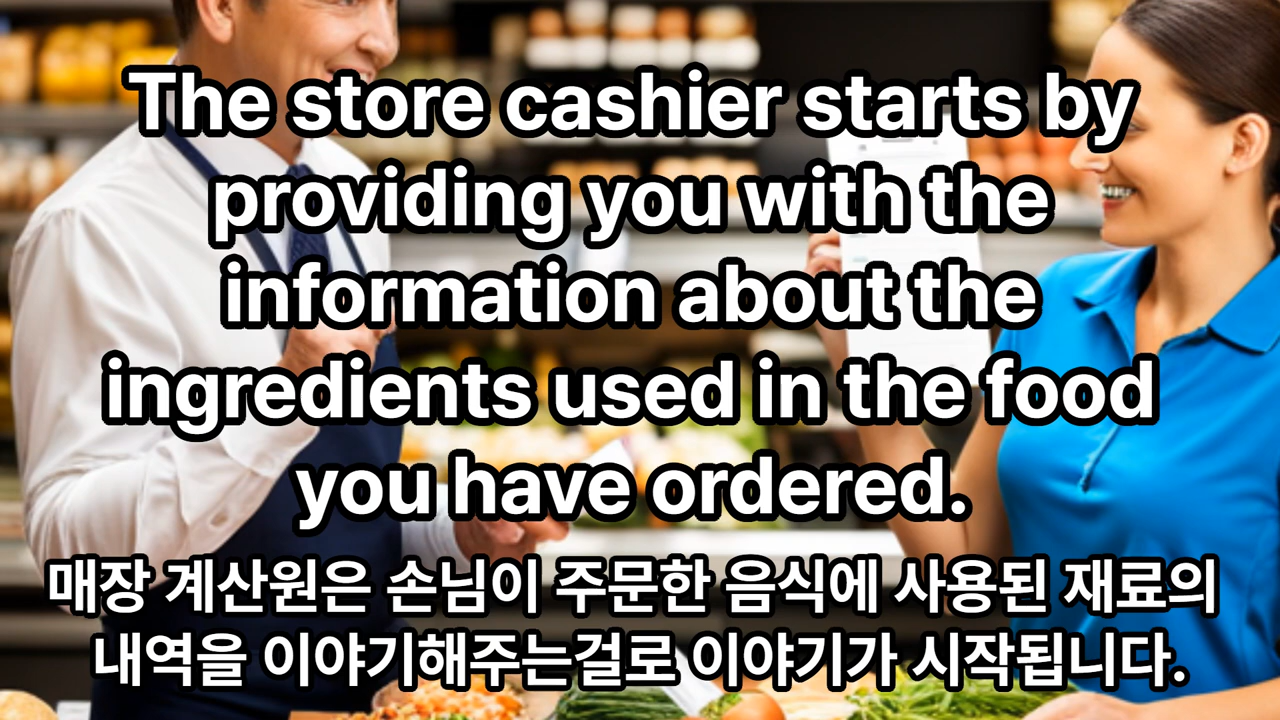 The store cashier starts by
providing you with the
information about the
ingredients used in the food
you have ordered.
매장 계산원은 손님이 주문한 음식에 사용된 재료의
내역을 이야기해주는걸로 이야기가 시작됩니다.